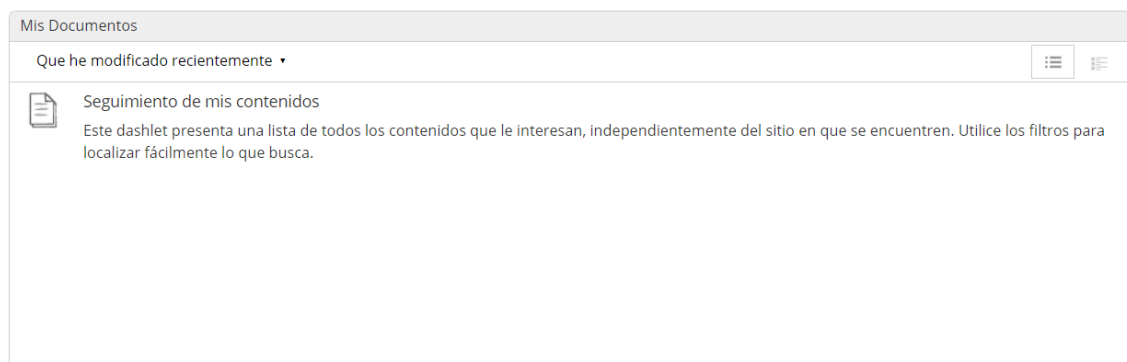 Mis Documentos
Que he modificado recientemente ▾
Seguimiento de mis contenidos
Este dashlet presenta una lista de todos los contenidos que le interesan, independientemente del sitio en que se encuentren. Utilice los filtros para
localizar fácilmente lo que busca.